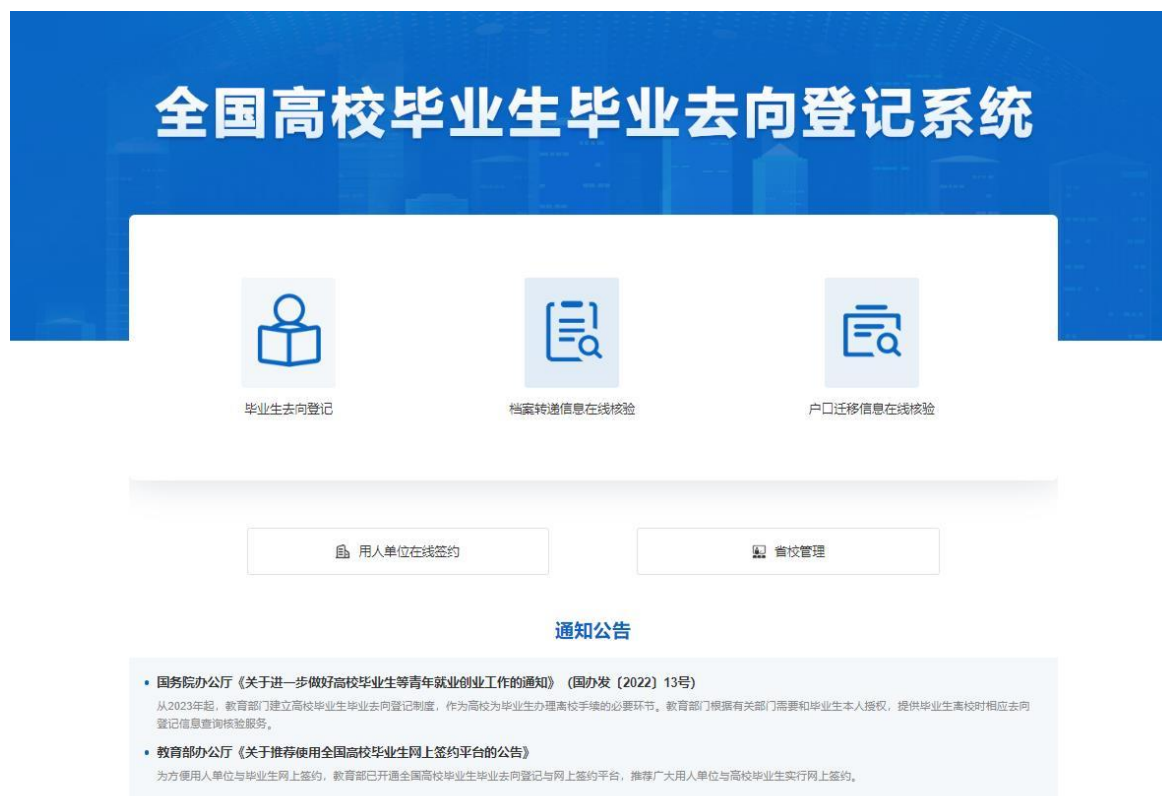 全国高校毕业生毕业去向登记系统
毕业生去向登记
档案转递信息在线核验
户口迁移信息在线核验
用人单位在线签约
省校管理
通知公告
• 国务院办公厅《关于进一步做好高校毕业生等青年就业创业工作的通知》（国办发〔2022〕13号）
从2023年起，教育部门建立高校毕业生毕业去向登记制度，作为高校为毕业生办理离校手续的必要环节。教育部门根据有关部门需要和毕业生本人授权，提供毕业生离校时相应去向
登记信息查询核验服务。
• 教育部办公厅《关于推荐使用全国高校毕业生网上签约平台的公告》
为方便用人单位与毕业生网上签约，教育部已开通全国高校毕业生毕业去向登记与网上签约平台，推荐广大用人单位与高校毕业生实行网上签约。